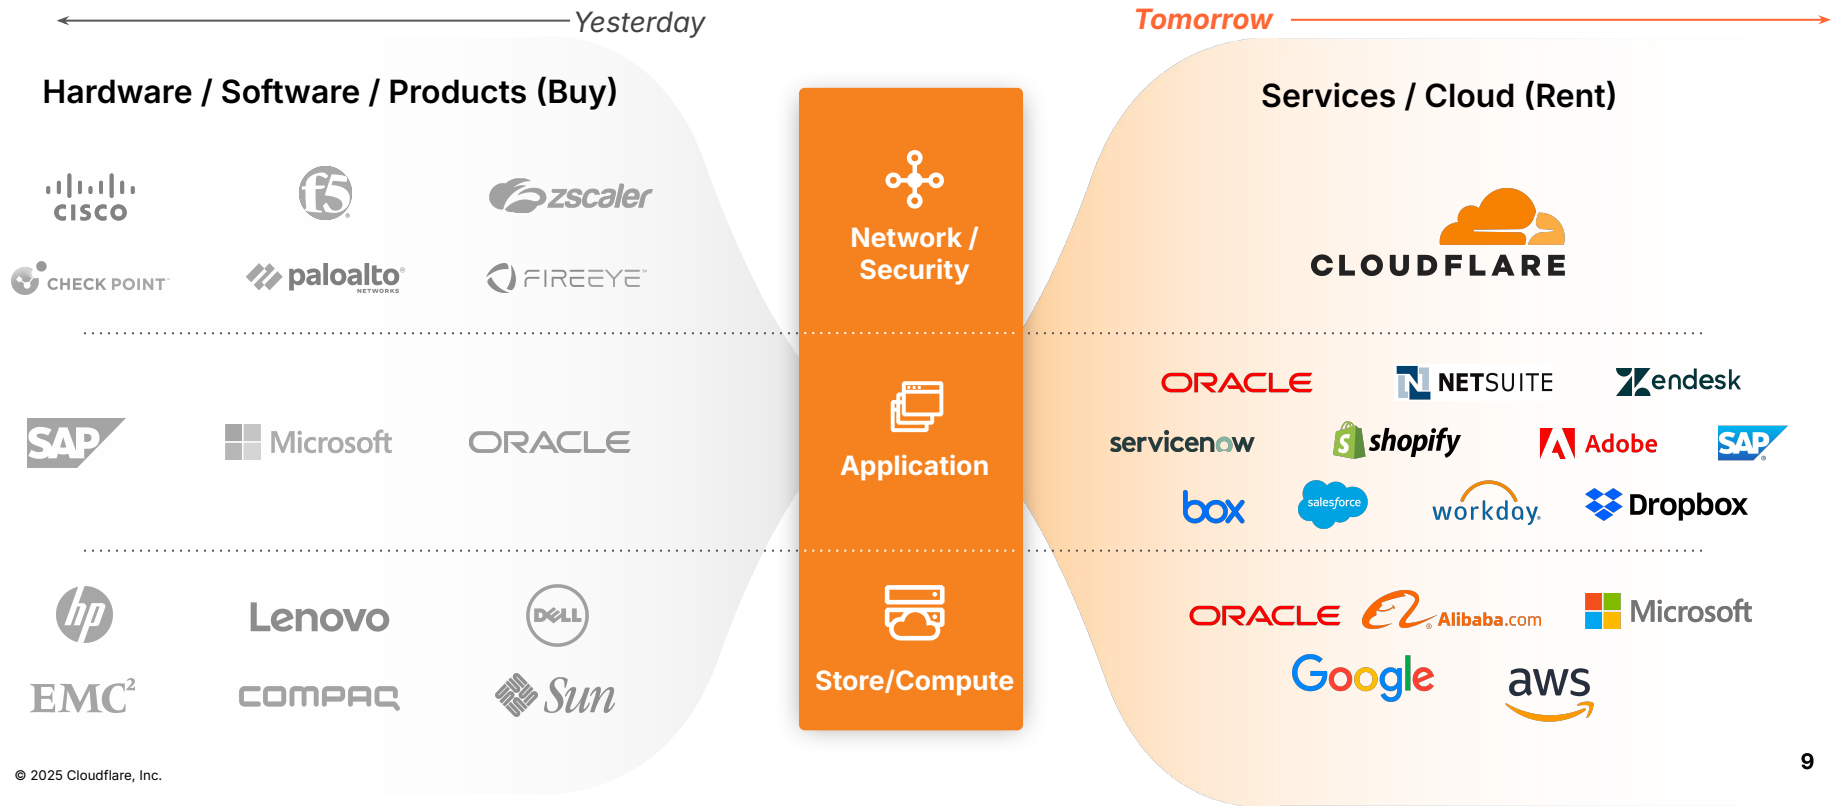 Yesterday
Tomorrow
Hardware / Software / Products (Buy)
Services / Cloud (Rent)
CISCO
f5®
zscaler
CHECK POINT™
paloalto®
NETWORKS
FIREEYE™
Network /
Security
CLOUDFLARE
SAP
Microsoft
ORACLE
Application
ORACLE
NETSUITE
Zendesk
servicenow
shopify
Adobe
SAP®
box
salesforce
workday®
Dropbox
hp
Lenovo
DELL
EMC²
COMPAQ
Sun
Store/Compute
ORACLE
Alibaba.com
Microsoft
Google
aws
© 2025 Cloudflare, Inc.
9